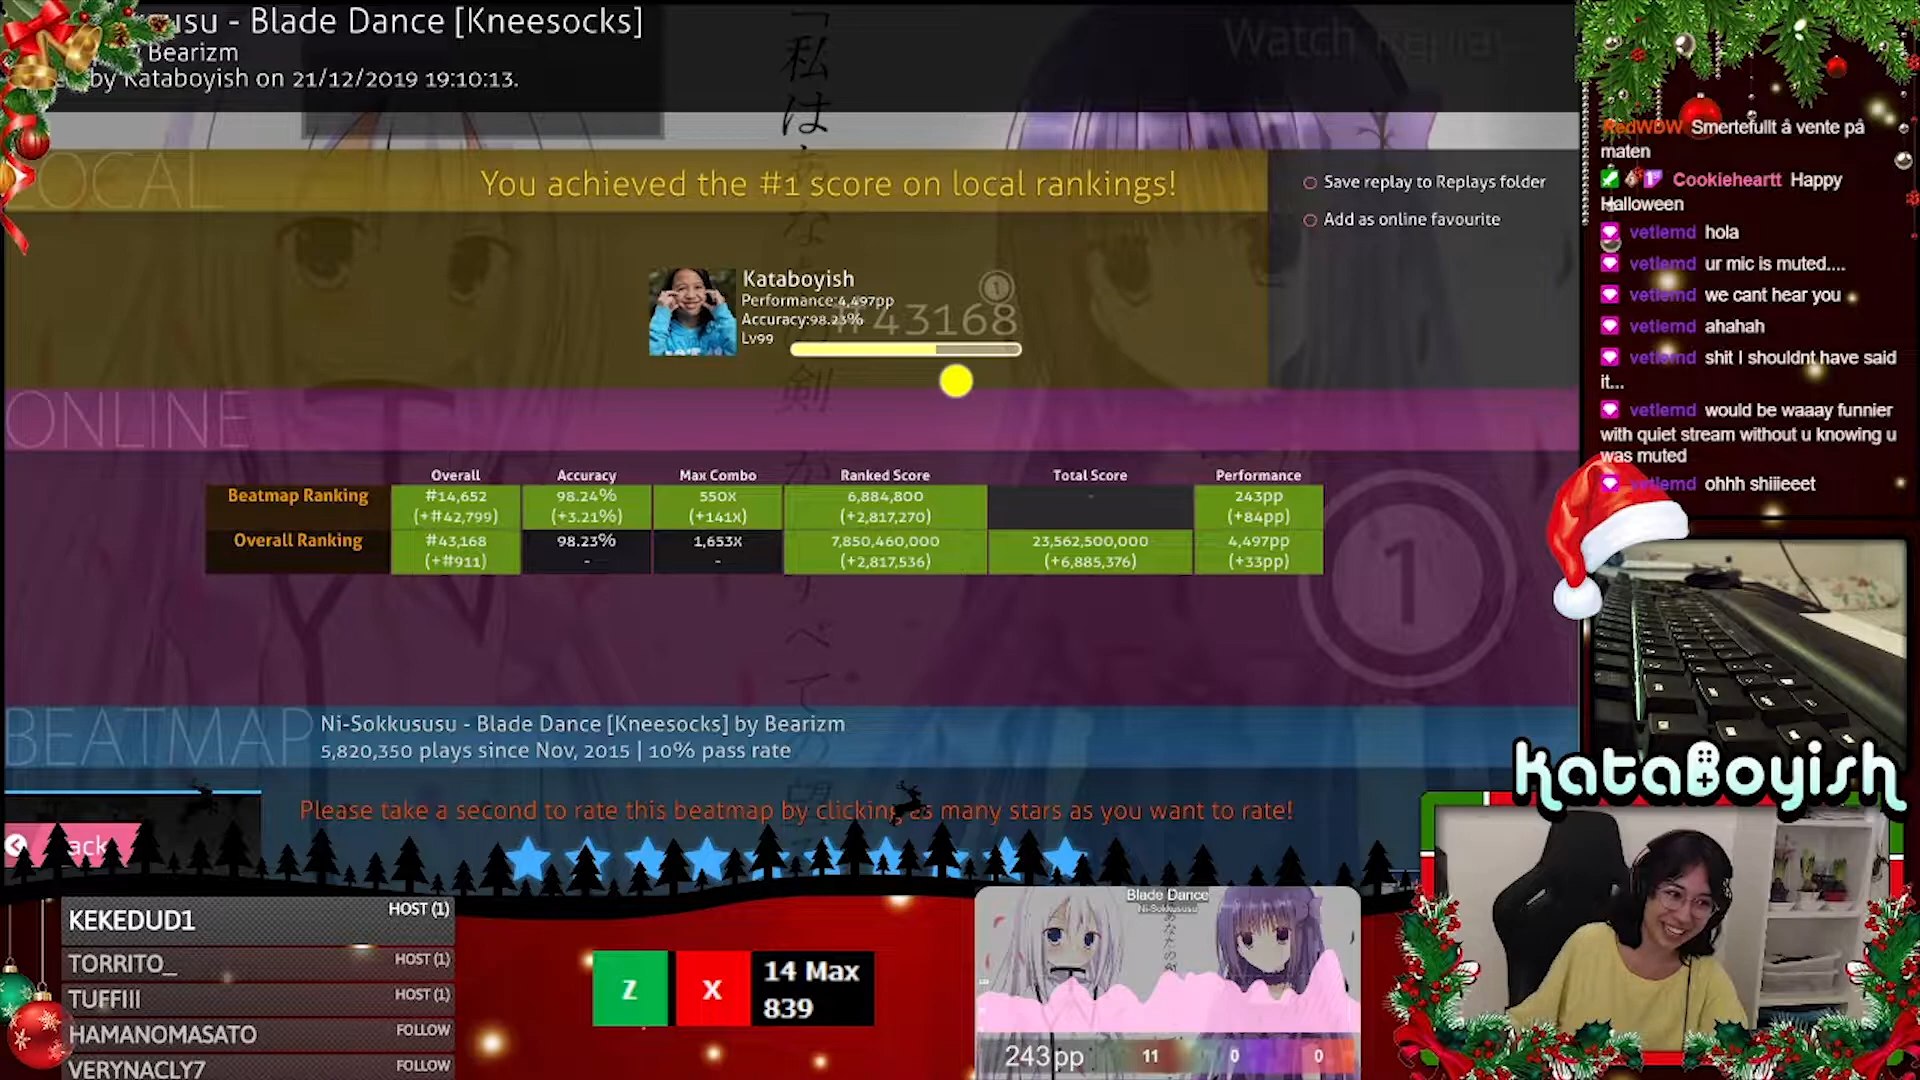 usu - Blade Dance [Kneesocks]
Bearizm
by Kataboyish on 21/12/2019 19:10:13.
Watch Replay
LOCAL
You achieved the #1 score on local rankings!
Save replay to Replays folder
Add as online favourite
Kataboyish
Performance:4,497pp
Accuracy:98.23%
Lv99
#43168
1
ONLINE
Overall Accuracy Max Combo Ranked Score Total Score Performance
Beatmap Ranking #14,652 98.24% 550x 6,884,800 - 243pp
(+#42,799) (+3.21%) (+141x) (+2,817,270) (+84pp)
Overall Ranking #43,168 98.23% 1,653x 7,850,460,000 23,562,500,000 4,497pp
(+#911) - - (+2,817,536) (+6,885,376) (+33pp)
1
BEATMAP
Ni-Sokkususu - Blade Dance [Kneesocks] by Bearizm
5,820,350 plays since Nov, 2015 | 10% pass rate
Please take a second to rate this beatmap by clicking as many stars as you want to rate!
ack
KEKEDUD1 HOST (1)
TORRITO_ HOST (1)
TUFFIII HOST (1)
HAMANOMASATO FOLLOW
VERYNACLY7 FOLLOW
Z X 14 Max
839
Blade Dance
Ni-Sokkususu
243pp 11 0 0
RedWDW Smertefullt å vente på
maten
Cookieheartt Happy
Halloween
vetlemd hola
vetlemd ur mic is muted....
vetlemd we cant hear you
vetlemd ahahah
vetlemd shit I shouldnt have said
it...
vetlemd would be waaay funnier
with quiet stream without u knowing u
was muted
vetlemd ohhh shiiieeet
KataBoyish